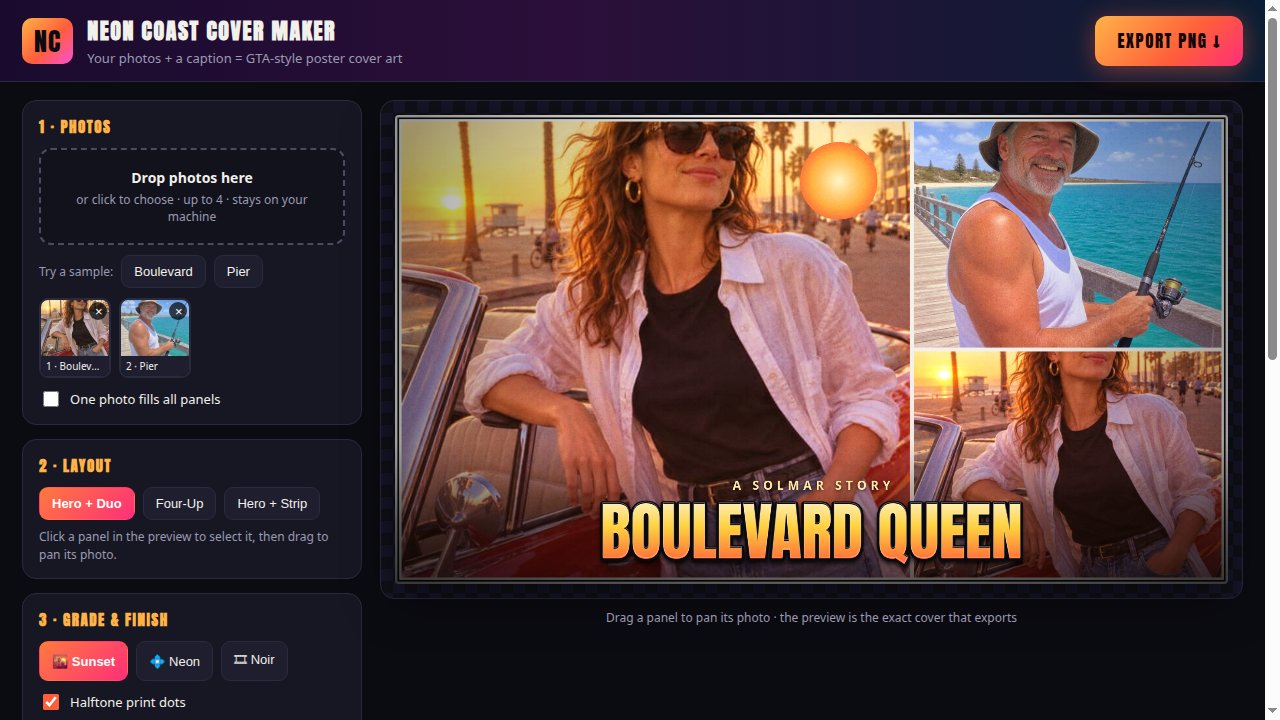 NC
NEON COAST COVER MAKER
Your photos + a caption = GTA-style poster cover art
EXPORT PNG ⬇
1 · PHOTOS
Drop photos here
or click to choose · up to 4 · stays on your
machine
Try a sample:
Boulevard
Pier
1 · Boulev...
2 · Pier
One photo fills all panels
2 · LAYOUT
Hero + Duo
Four-Up
Hero + Strip
Click a panel in the preview to select it, then drag to
pan its photo.
3 · GRADE & FINISH
Sunset
Neon
Noir
Halftone print dots
A SOLMAR STORY
BOULEVARD QUEEN
Drag a panel to pan its photo · the preview is the exact cover that exports